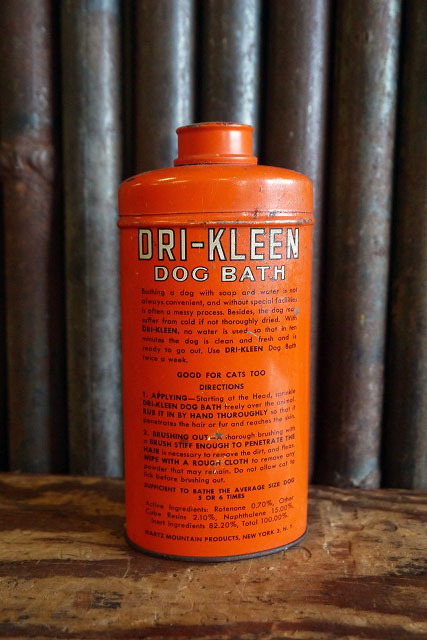 DRI-KLEEN
DOG BATH
Bathing a dog with soap and water is not
always convenient, and without special facilities
is often a messy process. Besides, the dog may
suffer from cold if not thoroughly dried. With
DRI-KLEEN, no water is used, so that in ten
minutes the dog is clean and fresh and is
ready to go out. Use DRI-KLEEN Dog Bath
twice a week.
GOOD FOR CATS TOO
DIRECTIONS
1. APPLYING—Starting at the Head, sprinkle
DRI-KLEEN DOG BATH freely over the animal.
RUB IT IN BY HAND THOROUGHLY so that it
penetrates the hair or fur and reaches the skin.
2. BRUSHING OUT—A thorough brushing with
a BRUSH STIFF ENOUGH TO PENETRATE THE
HAIR is necessary to remove the dirt, and fleas.
WIPE WITH A ROUGH CLOTH to remove any
powder that may remain. Do not allow cat to
lick before brushing out.
SUFFICIENT TO BATHE THE AVERAGE SIZE DOG
5 OR 6 TIMES
Active Ingredients: Rotenone 0.70%, Other
Cube Resins 2.10%, Naphthalene 15.00%,
Inert Ingredients 82.20%, Total 100.00%.
HARTZ MOUNTAIN PRODUCTS, NEW YORK 3, N. Y.